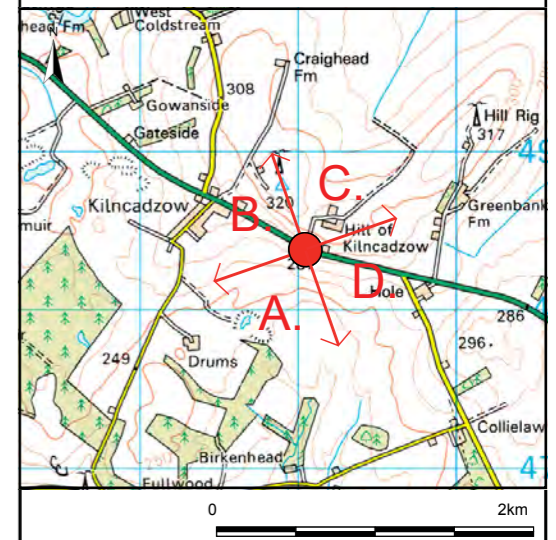 West
head Fm
Coldstream
Craighead
Fm
308
Gowanside
Hill Rig
317
Gateside
49
C.
320
Kilncadzow
B.
Greenbank
Fm
muir
Hill of
Kilncadzow
D
Hole
A.
286
249
296.
Drums
Collielaw
Birkenhead
47
Fullwood
0 2km